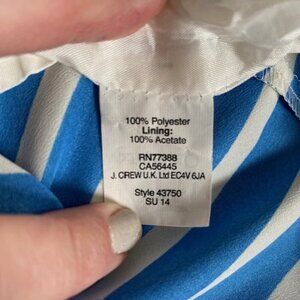 100% Polyester
Lining:
100% Acetate
RN77388
CA56445
J. CREW U.K. Ltd EC4V 6JA
Style 43750
SU 14